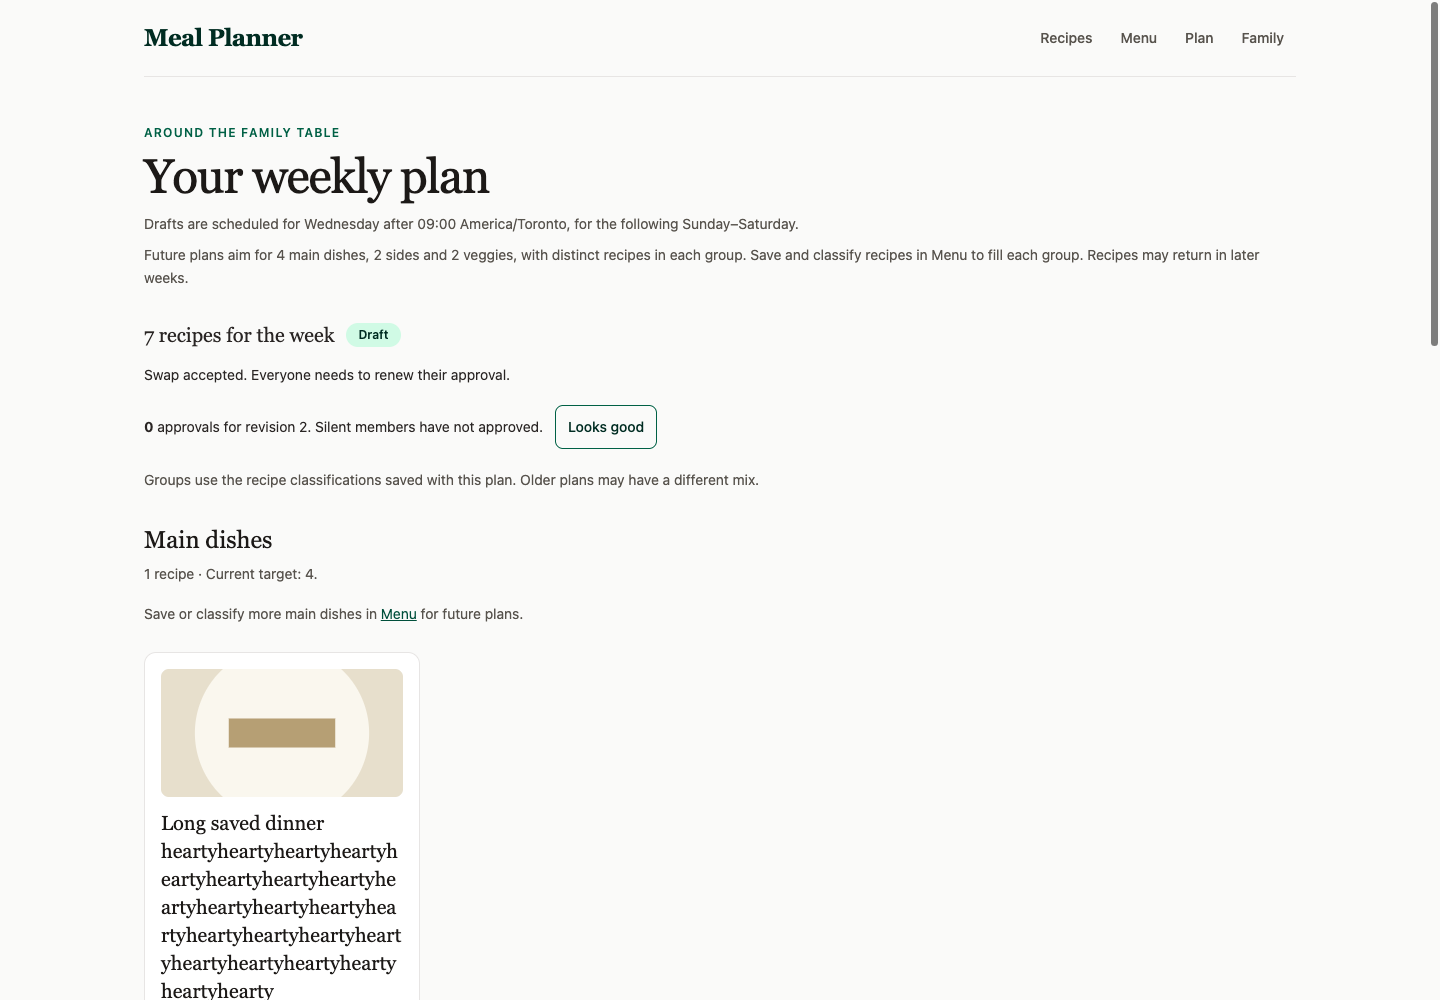 Meal Planner
Recipes Menu Plan Family
AROUND THE FAMILY TABLE
Your weekly plan
Drafts are scheduled for Wednesday after 09:00 America/Toronto, for the following Sunday–Saturday.
Future plans aim for 4 main dishes, 2 sides and 2 veggies, with distinct recipes in each group. Save and classify recipes in Menu to fill each group. Recipes may return in later
weeks.
7 recipes for the week Draft
Swap accepted. Everyone needs to renew their approval.
0 approvals for revision 2. Silent members have not approved. Looks good
Groups use the recipe classifications saved with this plan. Older plans may have a different mix.
Main dishes
1 recipe · Current target: 4.
Save or classify more main dishes in Menu for future plans.
Long saved dinner
heartyheartyheartyheartyh
eartyheartyheartyheartyhe
artyheartyheartyheartyhea
rtyheartyheartyheartyheart
yheartyheartyheartyhearty
heartyhearty